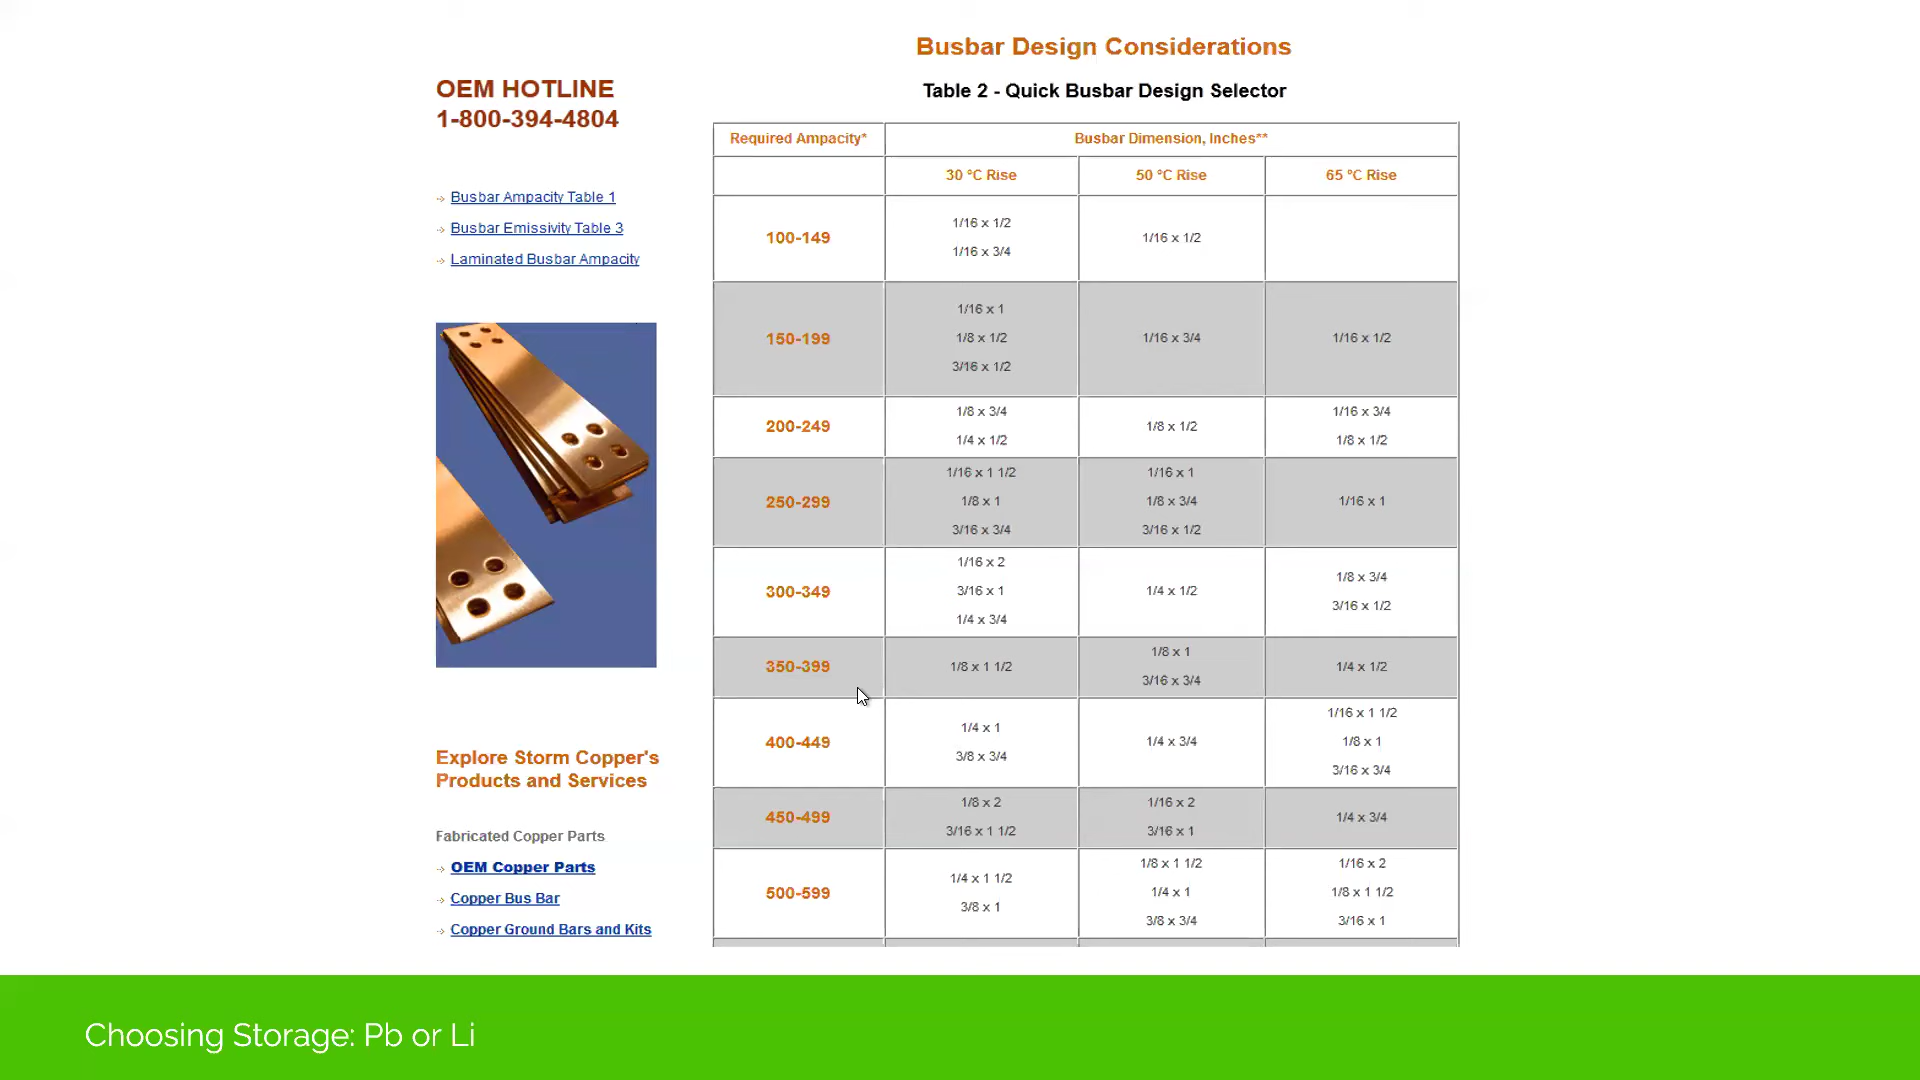 Busbar Design Considerations
OEM HOTLINE
1-800-394-4804
Busbar Ampacity Table 1
Busbar Emissivity Table 3
Laminated Busbar Ampacity
Explore Storm Copper's
Products and Services
Fabricated Copper Parts
OEM Copper Parts
Copper Bus Bar
Copper Ground Bars and Kits
Table 2 - Quick Busbar Design Selector
Required Ampacity* Busbar Dimension, Inches**
30 °C Rise 50 °C Rise 65 °C Rise
100-149
1/16 x 1/2
1/16 x 3/4
1/16 x 1/2
150-199
1/16 x 1
1/8 x 1/2
3/16 x 1/2
1/16 x 3/4
1/16 x 1/2
200-249
1/8 x 3/4
1/4 x 1/2
1/8 x 1/2
1/16 x 3/4
1/8 x 1/2
250-299
1/16 x 1 1/2
1/8 x 1
3/16 x 3/4
1/16 x 1
1/8 x 3/4
3/16 x 1/2
1/16 x 1
300-349
1/16 x 2
3/16 x 1
1/4 x 3/4
1/4 x 1/2
1/8 x 3/4
3/16 x 1/2
350-399
1/8 x 1 1/2
1/8 x 1
3/16 x 3/4
1/4 x 1/2
400-449
1/4 x 1
3/8 x 3/4
1/4 x 3/4
1/16 x 1 1/2
1/8 x 1
3/16 x 3/4
450-499
1/8 x 2
3/16 x 1 1/2
1/16 x 2
3/16 x 1
1/4 x 3/4
500-599
1/4 x 1 1/2
3/8 x 1
1/8 x 1 1/2
1/4 x 1
3/8 x 3/4
1/16 x 2
1/8 x 1 1/2
3/16 x 1
Choosing Storage: Pb or Li